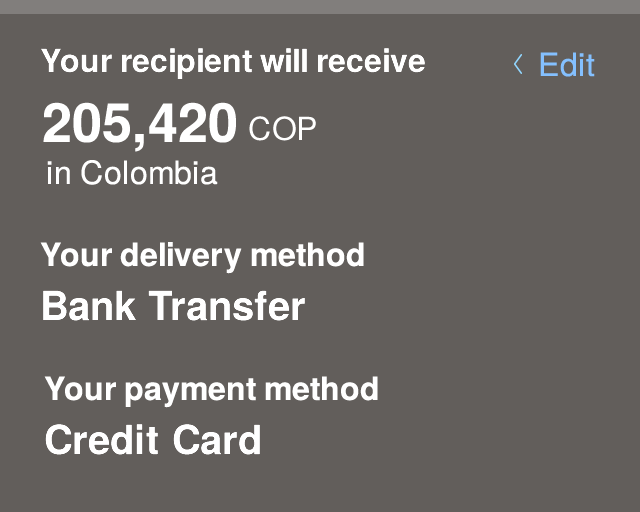 Your recipient will receive
‹ Edit
205,420 COP
in Colombia
Your delivery method
Bank Transfer
Your payment method
Credit Card